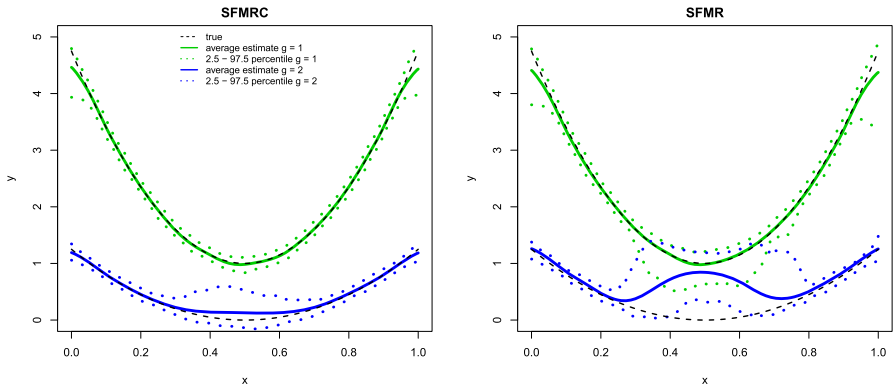 SFMRC
SFMR
true
average estimate g = 1
2.5 − 97.5 percentile g = 1
average estimate g = 2
2.5 − 97.5 percentile g = 2
y
5
4
3
2
1
0
0.0 0.2 0.4 0.6 0.8 1.0
x
y
5
4
3
2
1
0
0.0 0.2 0.4 0.6 0.8 1.0
x